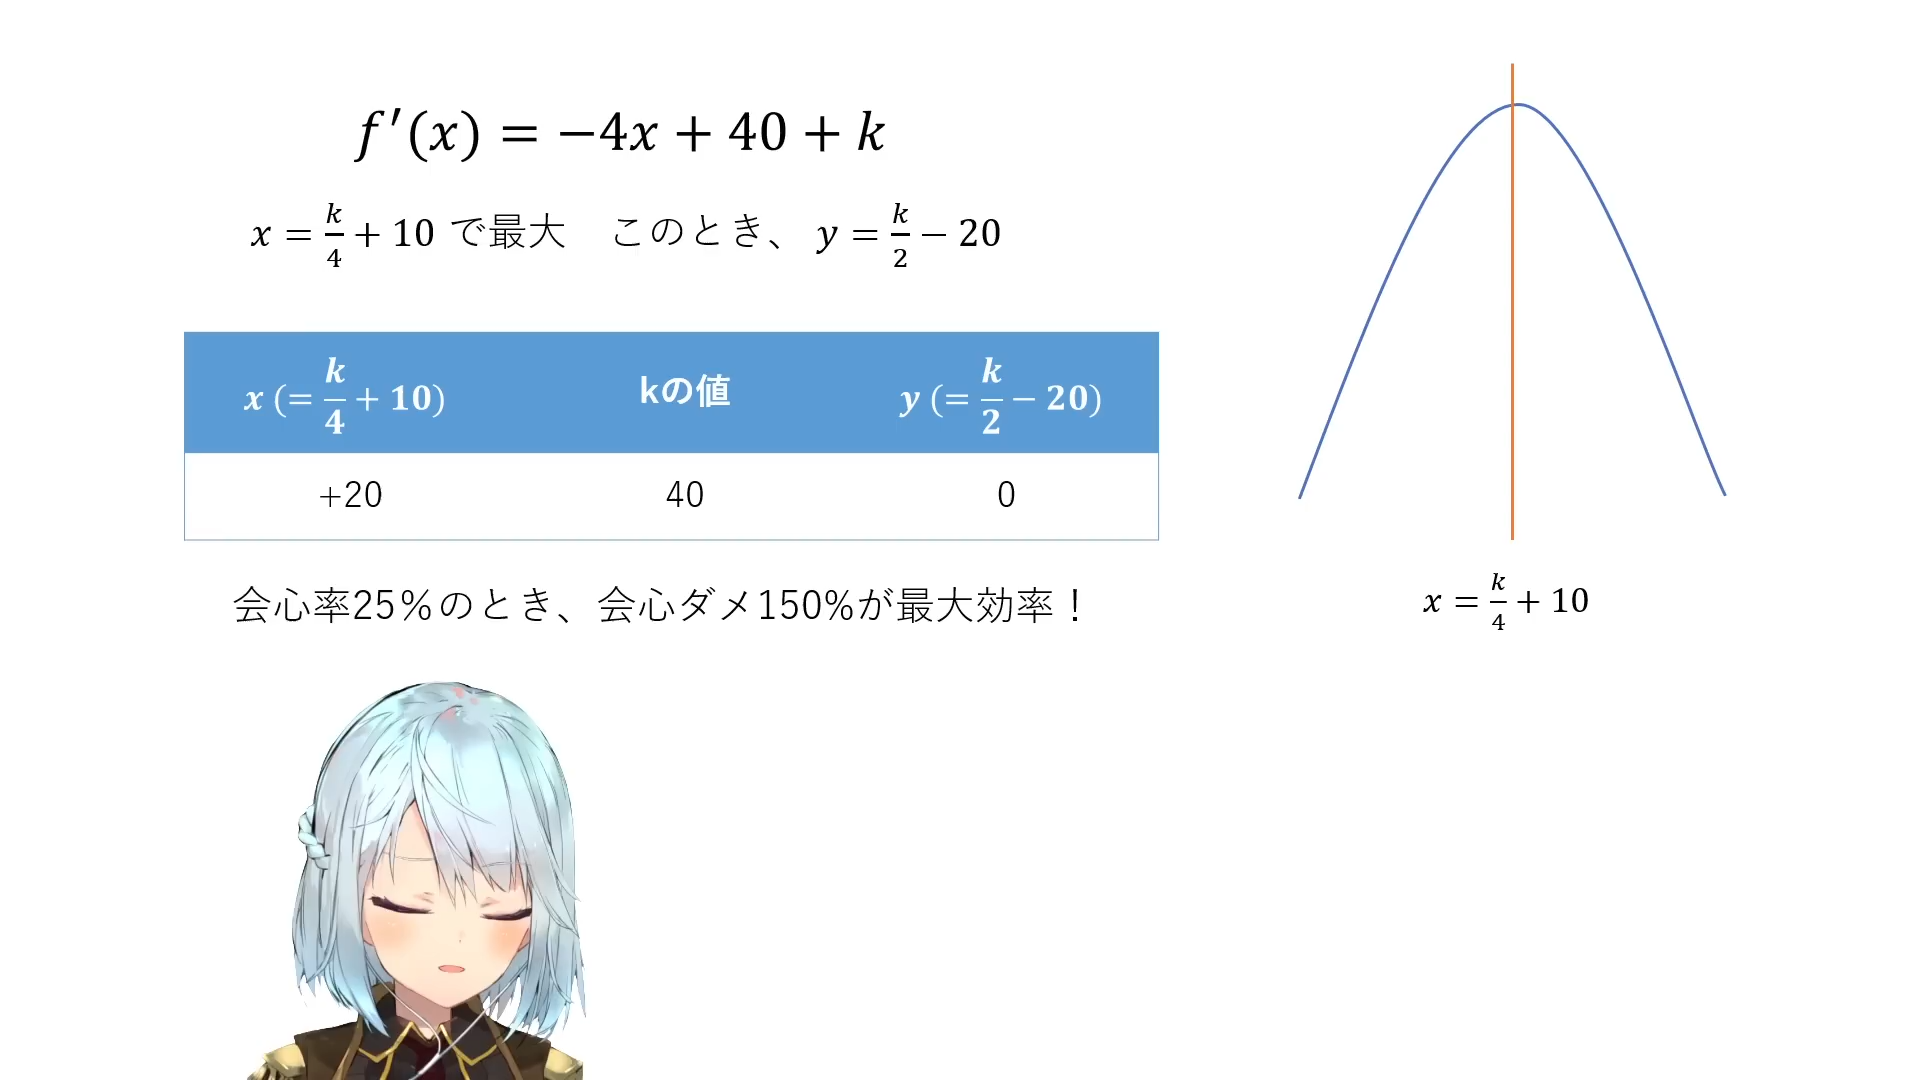 f′(x) = −4x + 40 + k
x = k/4 + 10 で最大　このとき、 y = k/2 − 20
x (= k/4 + 10) kの値 y (= k/2 − 20)
+20 40 0
会心率25％のとき、会心ダメ150%が最大効率！
x = k/4 + 10